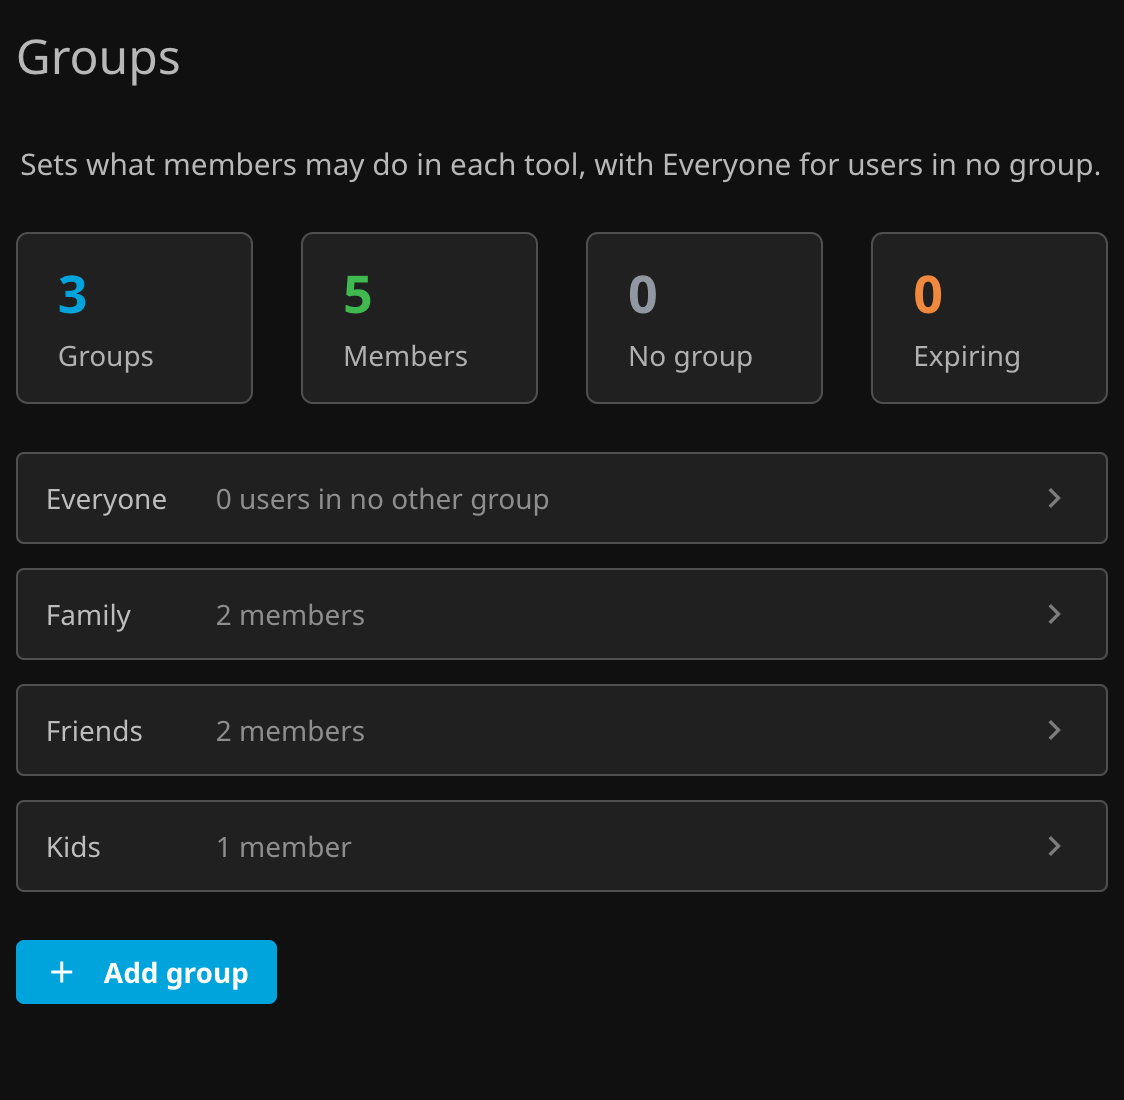 Groups
Sets what members may do in each tool, with Everyone for users in no group.
3
Groups
5
Members
0
No group
0
Expiring
Everyone 0 users in no other group
Family 2 members
Friends 2 members
Kids 1 member
+ Add group